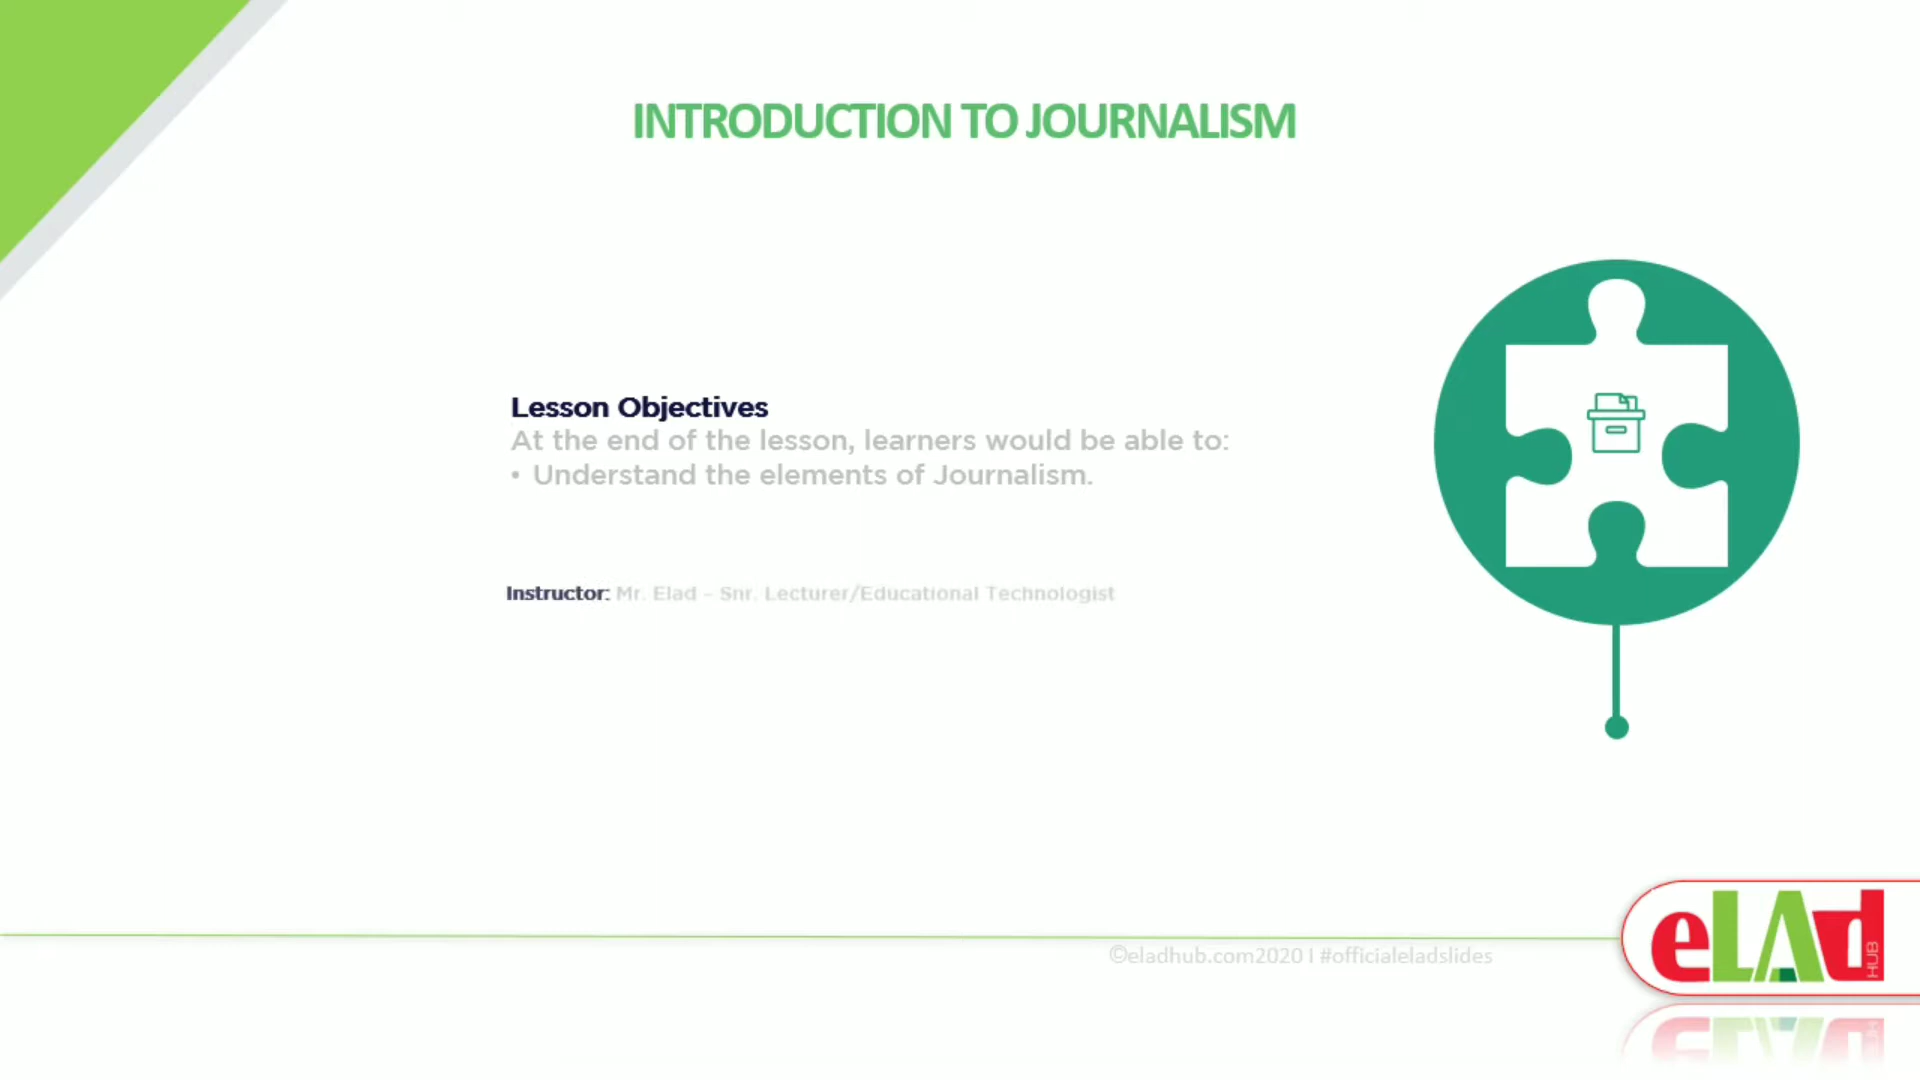 INTRODUCTION TO JOURNALISM
Lesson Objectives
At the end of the lesson, learners would be able to:
• Understand the elements of Journalism.
Instructor: Mr. Elad – Snr. Lecturer/Educational Technologist
©eladhub.com2020 I #officialeladslides
eLAd
HUB